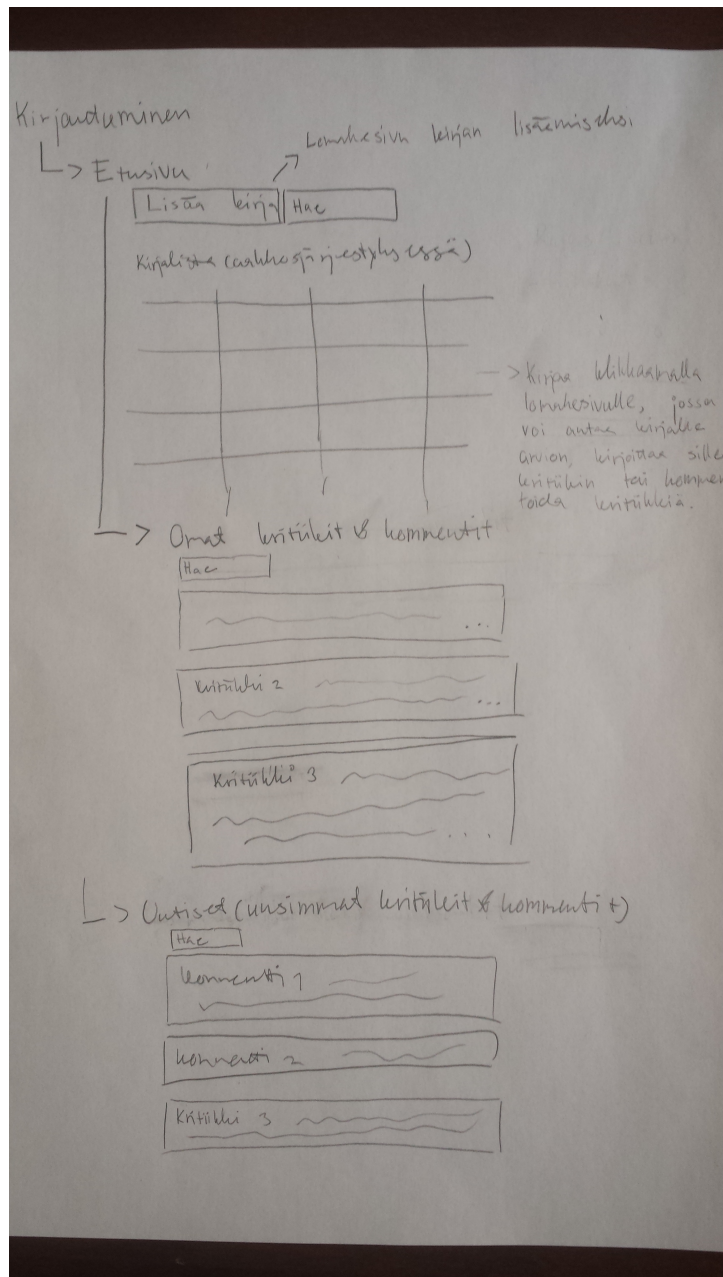 Kirjautuminen
Lomakesivu kirjan lisäämiseksi
Etusivu
Lisää kirja
Hae
Kirjalista (aakkosjärjestyksessä)
Kirjaa klikkaamalla
lomakesivulle, jossa
voi antaa kirjalle
arvion, kirjoittaa sille
kritiikin tai kommen
toida kritiikkiä.
Omat kritiikit & kommentit
Hae
...
Kritiikki 2
...
Kritiikki 3
...
Uutiset (uusimmat kritiikit & kommentit)
Hae
kommentti 1
kommentti 2
Kritiikki 3